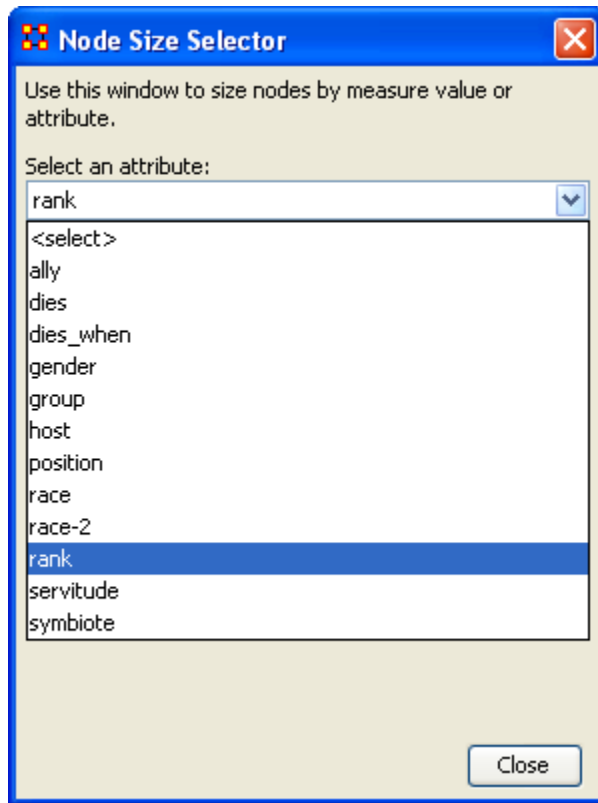 Node Size Selector
Use this window to size nodes by measure value or
attribute.
Select an attribute:
rank
<select>
ally
dies
dies_when
gender
group
host
position
race
race-2
rank
servitude
symbiote
Close